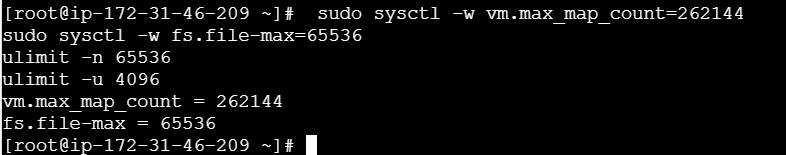 [root@ip-172-31-46-209 ~]#  sudo sysctl -w vm.max_map_count=262144
sudo sysctl -w fs.file-max=65536
ulimit -n 65536
ulimit -u 4096
vm.max_map_count = 262144
fs.file-max = 65536
[root@ip-172-31-46-209 ~]#